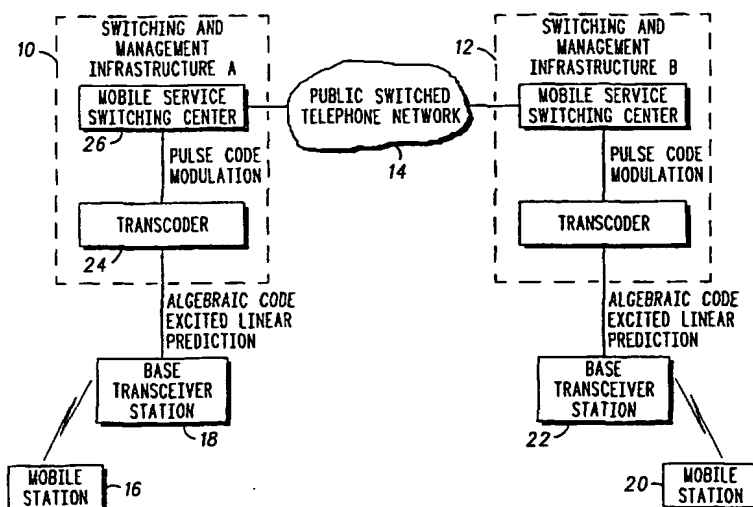 10
SWITCHING AND
MANAGEMENT
INFRASTRUCTURE A
MOBILE SERVICE
SWITCHING CENTER
26
PULSE CODE
MODULATION
TRANSCODER
24
ALGEBRAIC CODE
EXCITED LINEAR
PREDICTION
BASE
TRANSCEIVER
STATION
18
MOBILE
STATION
16
PUBLIC SWITCHED
TELEPHONE NETWORK
14
12
SWITCHING AND
MANAGEMENT
INFRASTRUCTURE B
MOBILE SERVICE
SWITCHING CENTER
PULSE CODE
MODULATION
TRANSCODER
ALGEBRAIC CODE
EXCITED LINEAR
PREDICTION
BASE
TRANSCEIVER
STATION
22
20
MOBILE
STATION